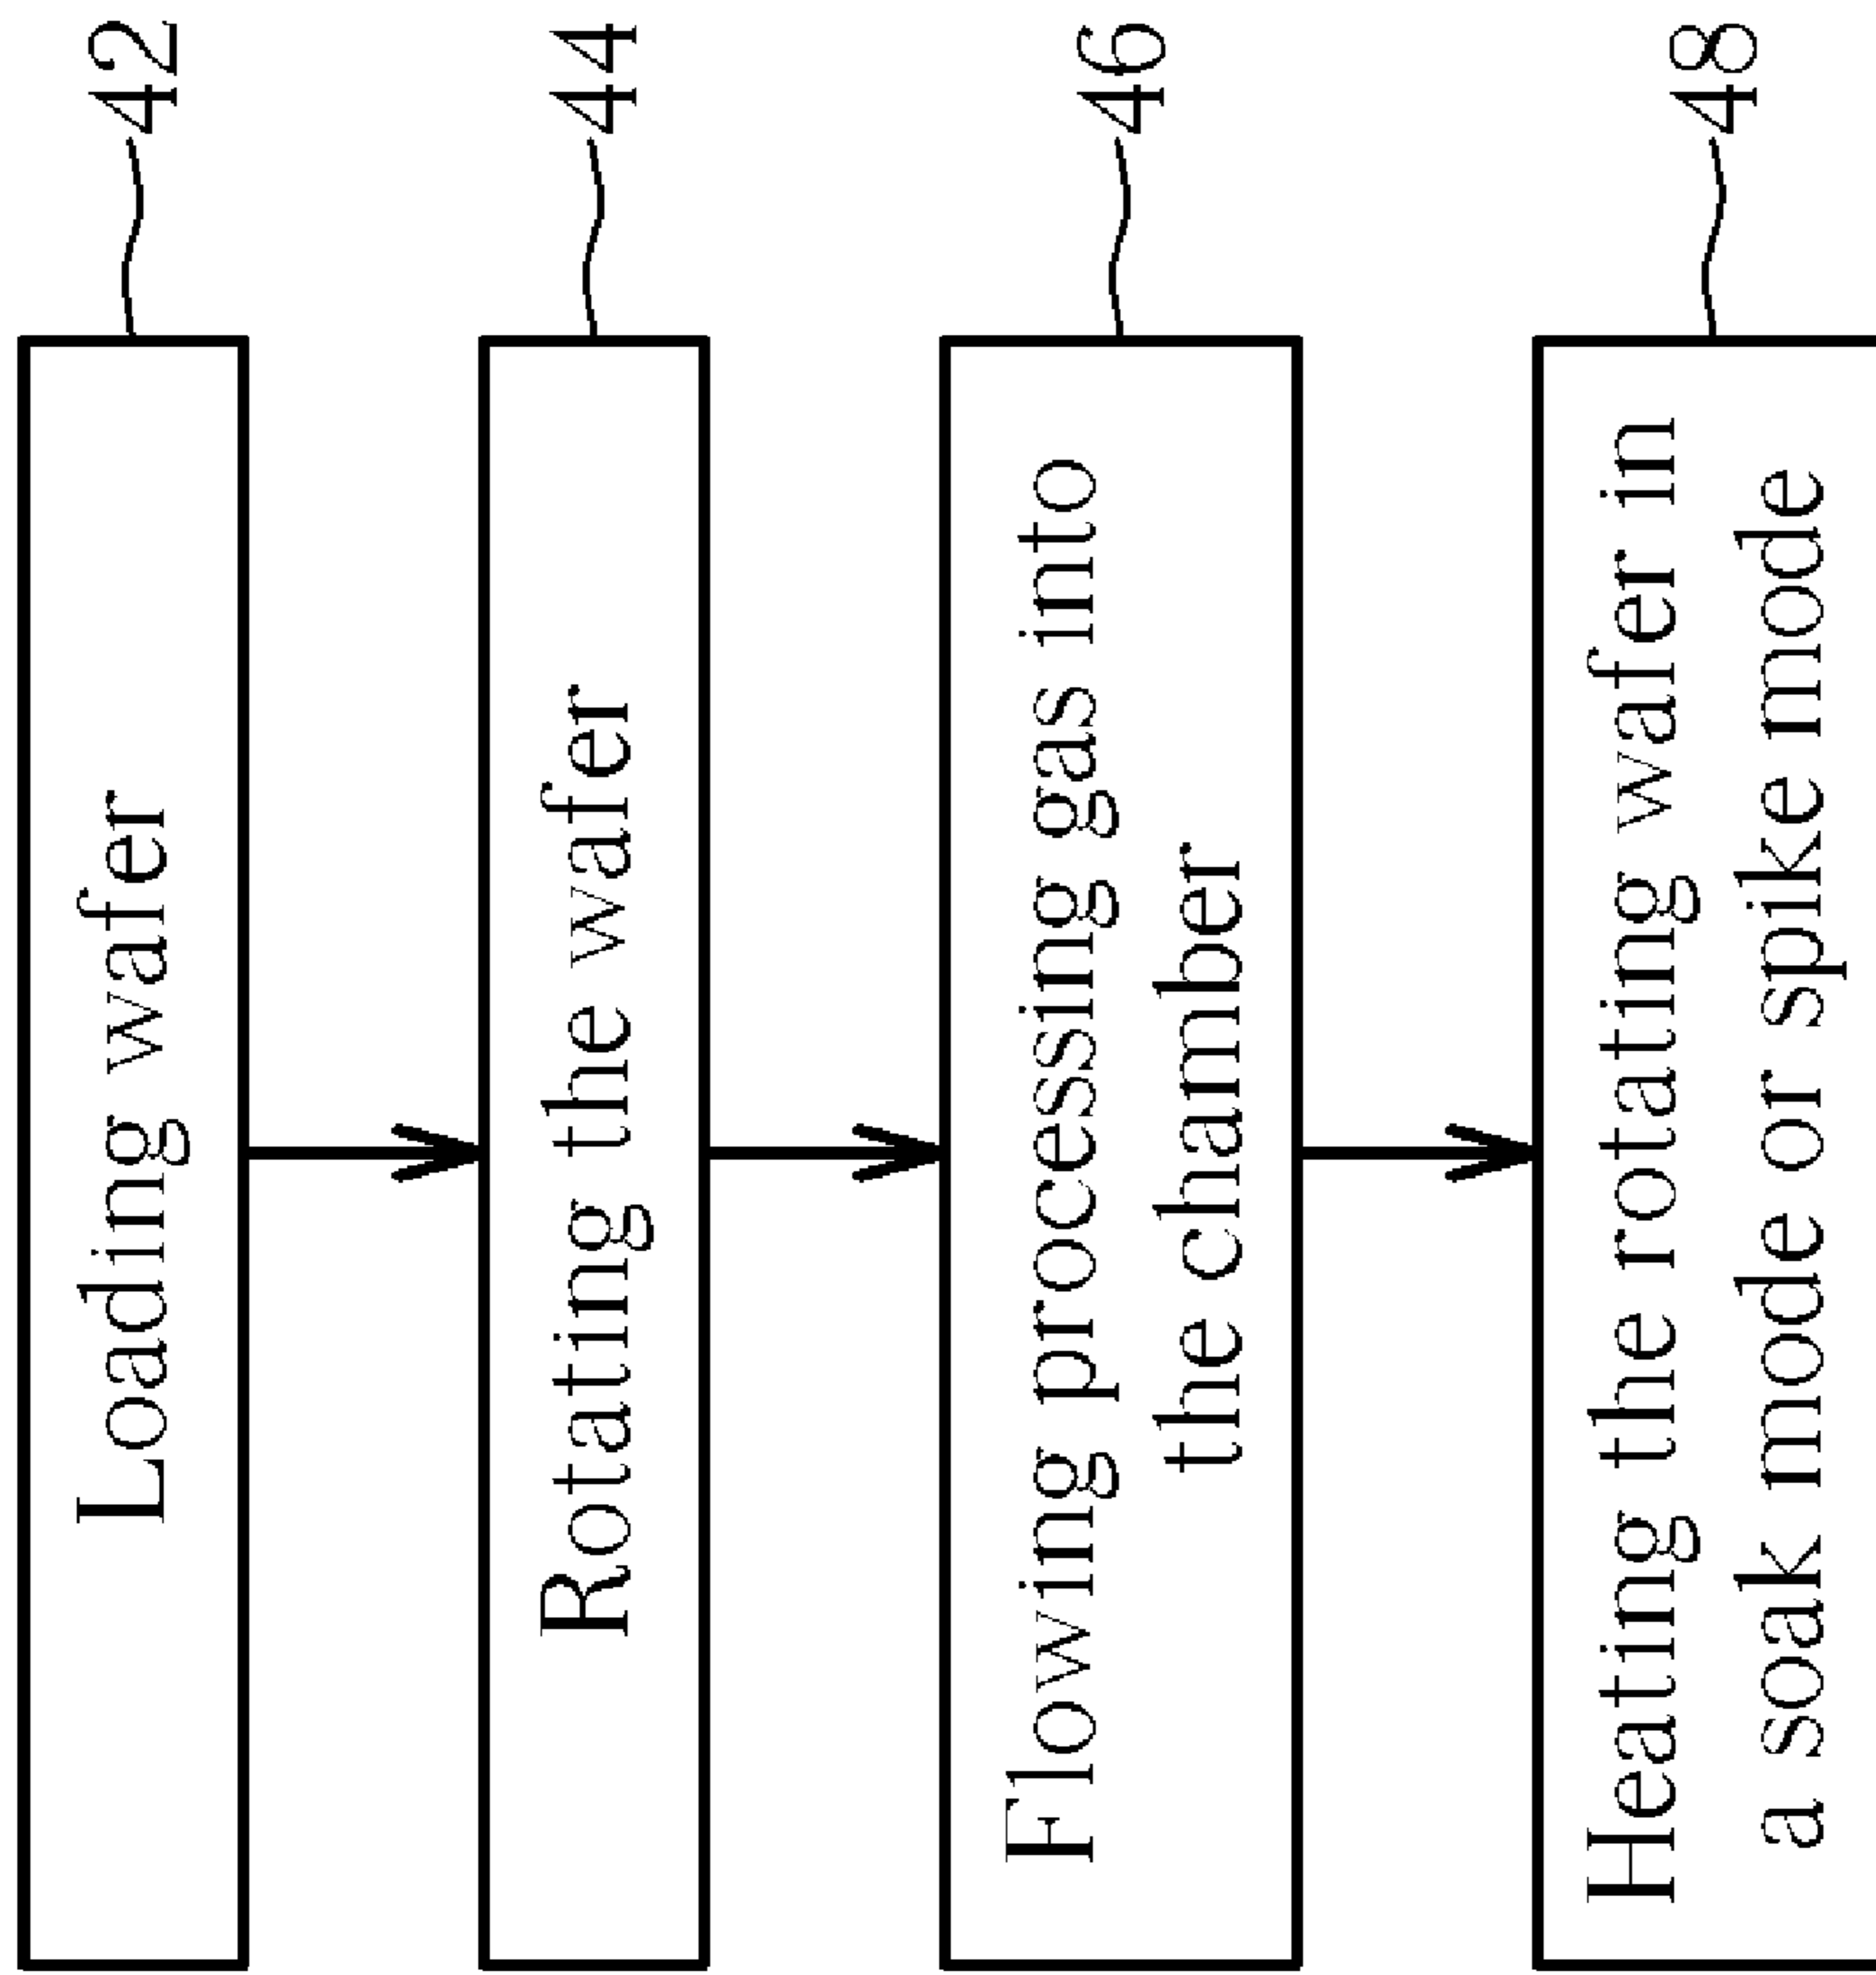 Loading wafer
42
Rotating the wafer
44
Flowing processing gas into
the chamber
46
Heating the rotating wafer in
a soak mode or spike mode
48